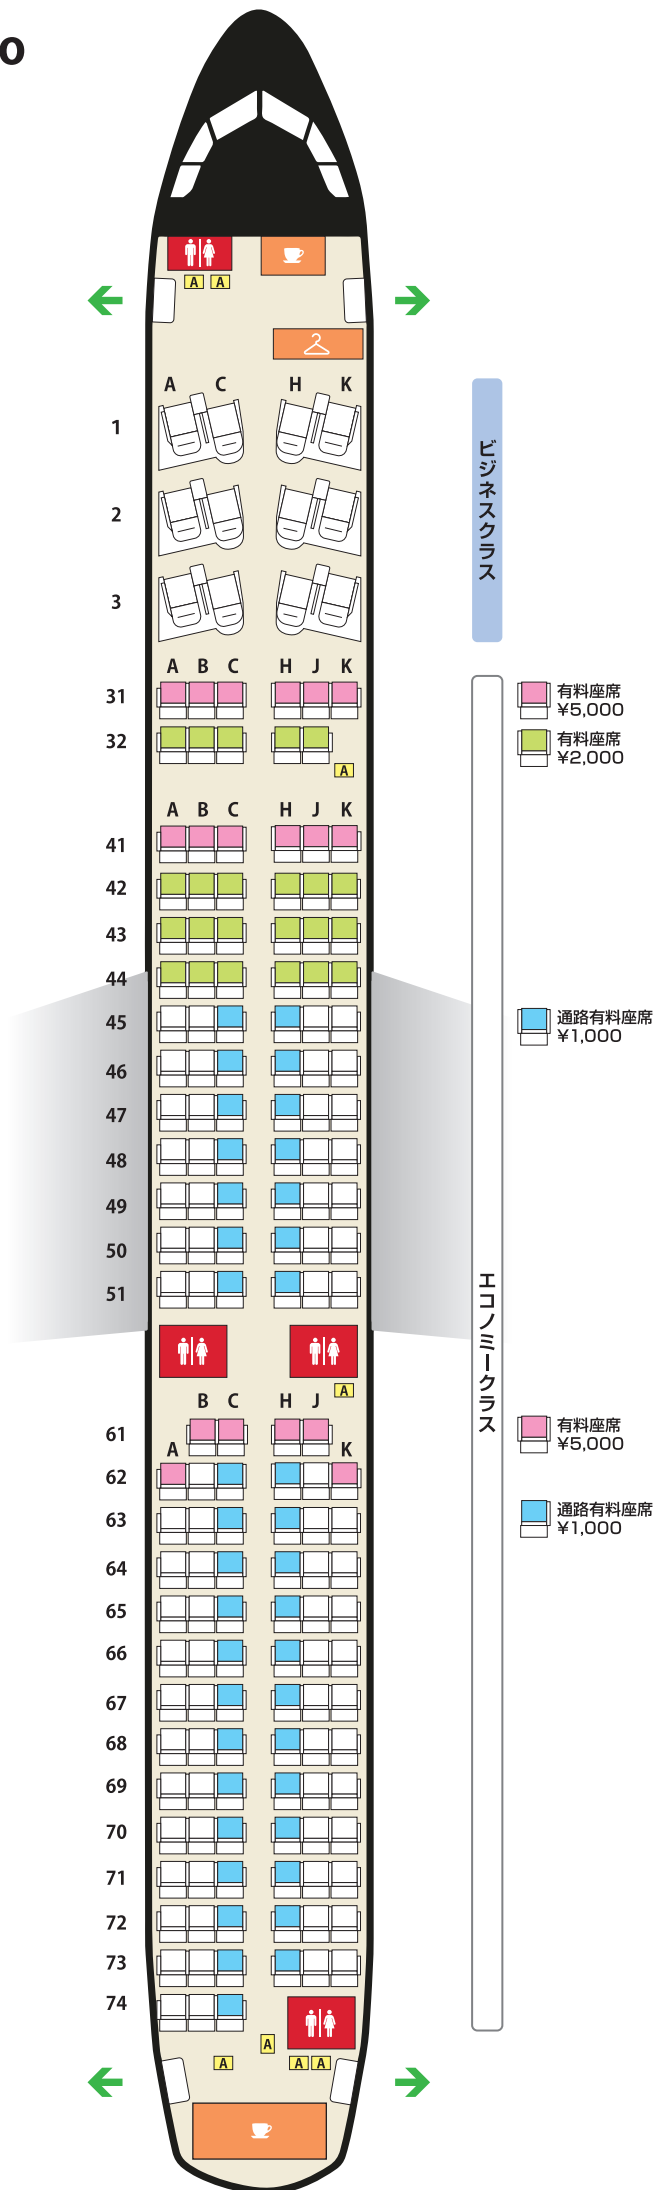 0
A A
A C H K
1
2
3
ビジネスクラス
A B C H J K
31
有料座席
¥5,000
32
有料座席
¥2,000
A
A B C H J K
41
42
43
44
45
通路有料座席
¥1,000
46
47
48
49
50
51
エコノミークラス
A
B C H J
61
有料座席
¥5,000
A K
62
63
通路有料座席
¥1,000
64
65
66
67
68
69
70
71
72
73
74
A
A A A